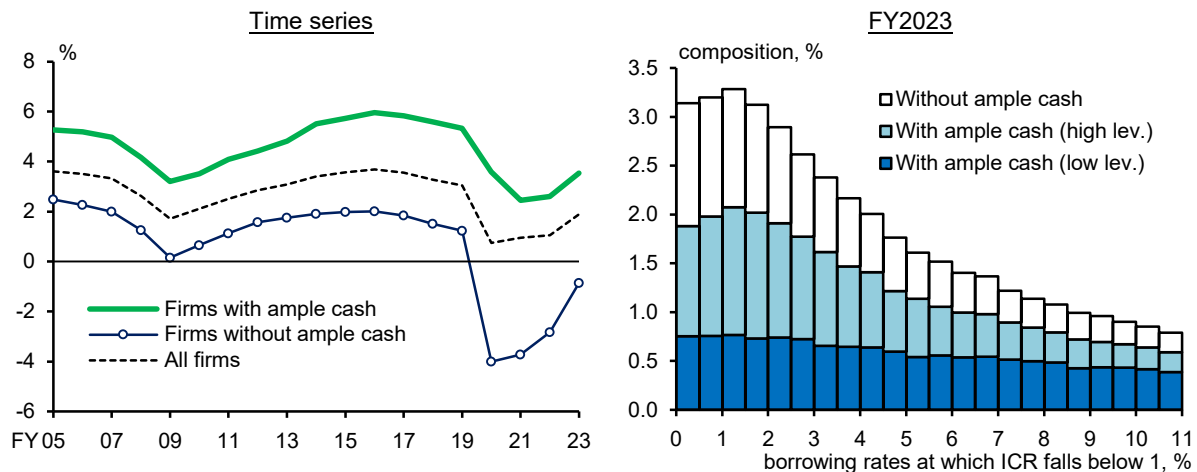 Time series
%
8
6
4
2
0
-2
-4
-6
Firms with ample cash
Firms without ample cash
All firms
FY 05 07 09 11 13 15 17 19 21 23
FY2023
composition, %
3.5
3.0
2.5
2.0
1.5
1.0
0.5
0.0
Without ample cash
With ample cash (high lev.)
With ample cash (low lev.)
0 1 2 3 4 5 6 7 8 9 10 11
borrowing rates at which ICR falls below 1, %